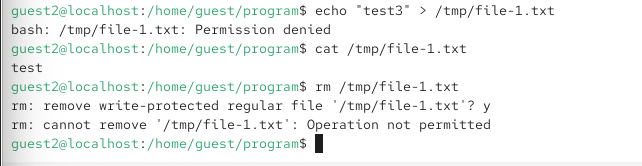 guest2@localhost:/home/guest/program$ echo "test3" > /tmp/file-1.txt
bash: /tmp/file-1.txt: Permission denied
guest2@localhost:/home/guest/program$ cat /tmp/file-1.txt
test
guest2@localhost:/home/guest/program$ rm /tmp/file-1.txt
rm: remove write-protected regular file '/tmp/file-1.txt'? y
rm: cannot remove '/tmp/file-1.txt': Operation not permitted
guest2@localhost:/home/guest/program$